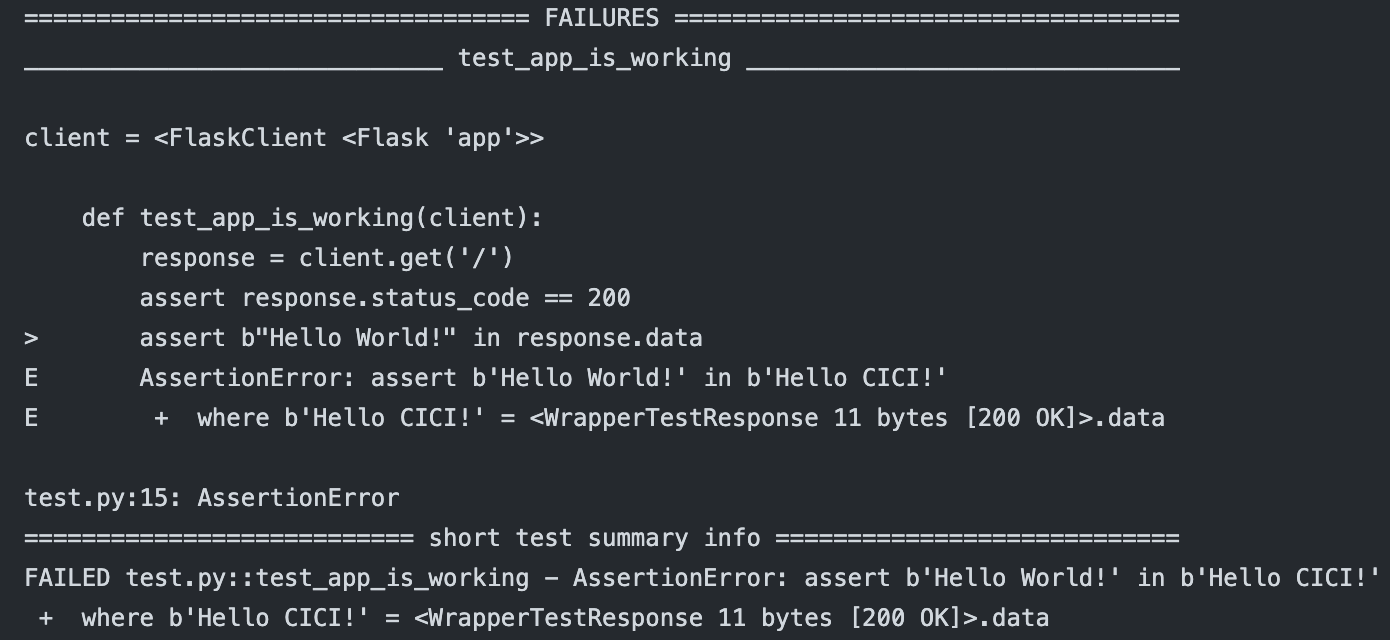 =================================== FAILURES ===================================
_____________________________ test_app_is_working ______________________________
client = <FlaskClient <Flask 'app'>>
    def test_app_is_working(client):
        response = client.get('/')
        assert response.status_code == 200
>       assert b"Hello World!" in response.data
E       AssertionError: assert b'Hello World!' in b'Hello CICI!'
E        +  where b'Hello CICI!' = <WrapperTestResponse 11 bytes [200 OK]>.data
test.py:15: AssertionError
=========================== short test summary info ============================
FAILED test.py::test_app_is_working - AssertionError: assert b'Hello World!' in b'Hello CICI!'
 +  where b'Hello CICI!' = <WrapperTestResponse 11 bytes [200 OK]>.data